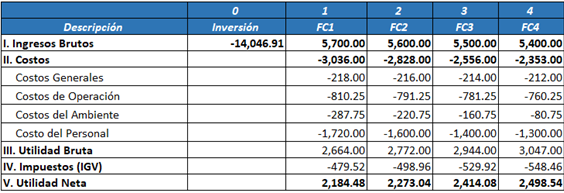 0 1 2 3 4
Descripción Inversión FC1 FC2 FC3 FC4
I. Ingresos Brutos -14,046.91 5,700.00 5,600.00 5,500.00 5,400.00
II. Costos -3,036.00 -2,828.00 -2,556.00 -2,353.00
Costos Generales -218.00 -216.00 -214.00 -212.00
Costos de Operación -810.25 -791.25 -781.25 -760.25
Costos del Ambiente -287.75 -220.75 -160.75 -80.75
Costo del Personal -1,720.00 -1,600.00 -1,400.00 -1,300.00
III. Utilidad Bruta 2,664.00 2,772.00 2,944.00 3,047.00
IV. Impuestos (IGV) -479.52 -498.96 -529.92 -548.46
V. Utilidad Neta 2,184.48 2,273.04 2,414.08 2,498.54